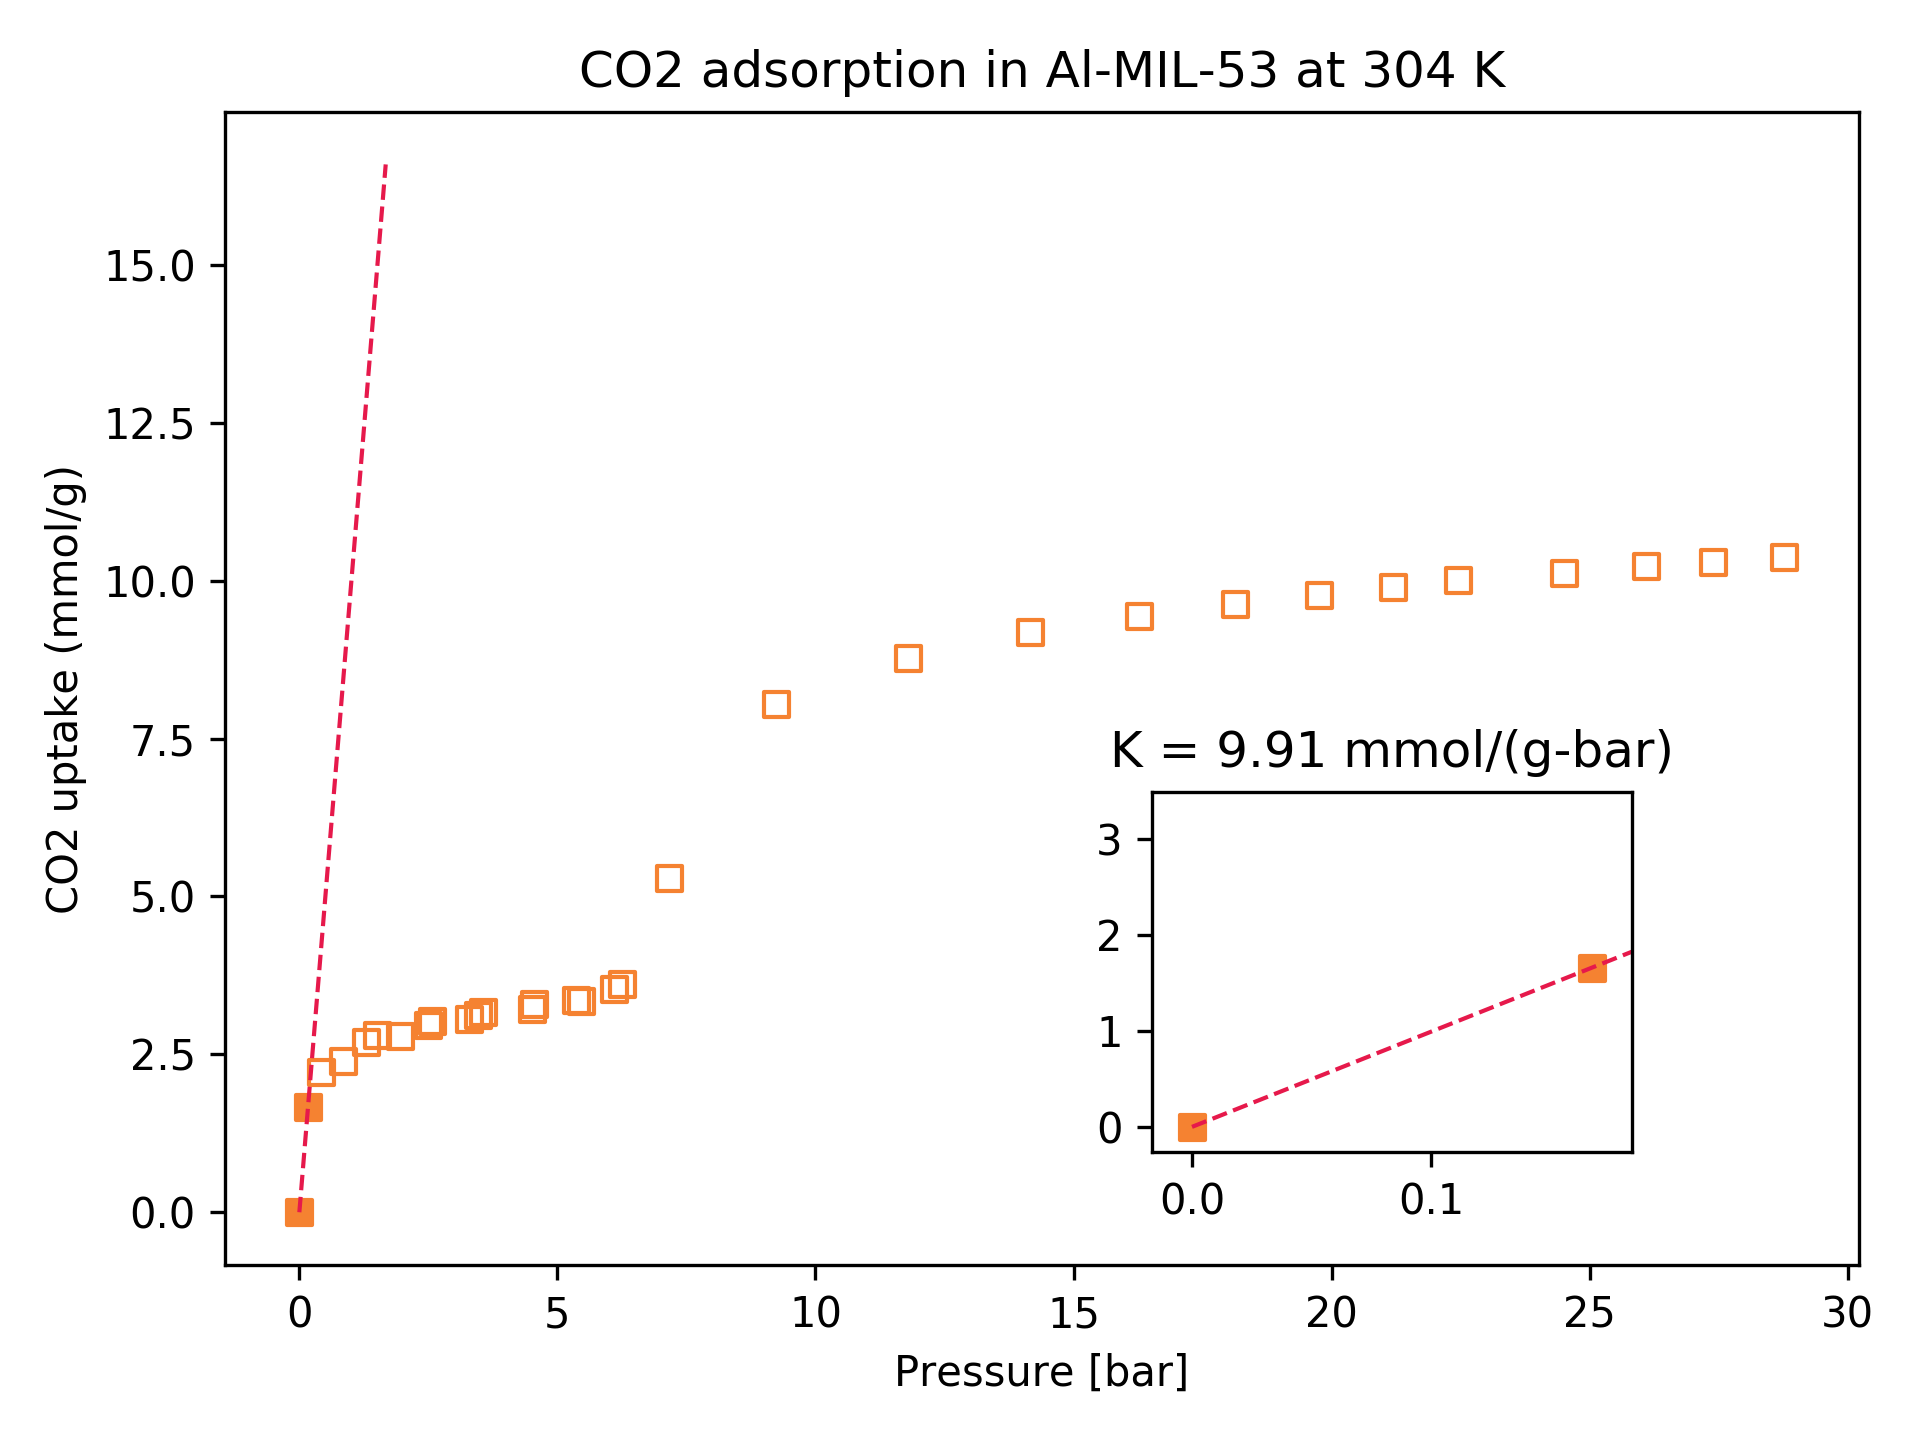 CO2 adsorption in Al-MIL-53 at 304 K
CO2 uptake (mmol/g)
15.0
12.5
10.0
7.5
5.0
2.5
0.0
K = 9.91 mmol/(g-bar)
3
2
1
0
0.0 0.1
0 5 10 15 20 25 30
Pressure [bar]